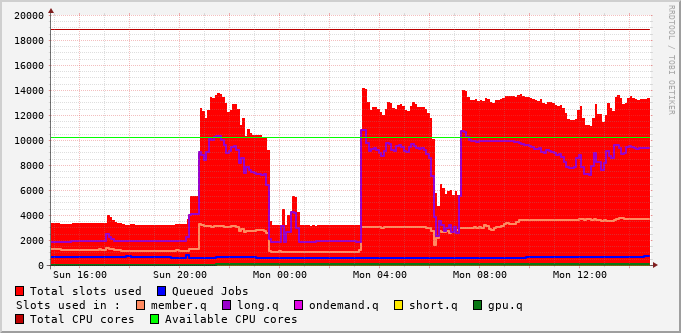 20000
18000
16000
14000
12000
10000
8000
6000
4000
2000
0
Sun 16:00 Sun 20:00 Mon 00:00 Mon 04:00 Mon 08:00 Mon 12:00
Total slots used Queued Jobs
Slots used in : member.q long.q ondemand.q short.q gpu.q
Total CPU cores Available CPU cores
RRDTOOL / TOBI OETIKER